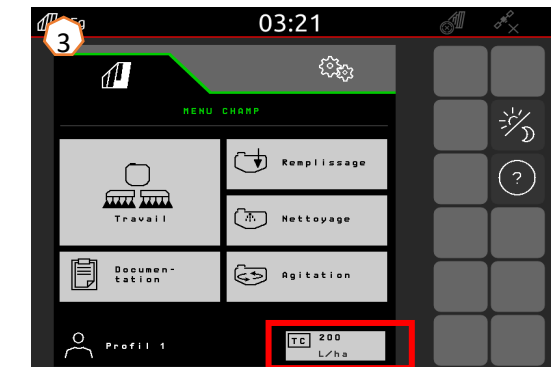 03:21
3
MENU CHAMP
Remplissage
Travail
Nettoyage
Documen-
tation
Agitation
?
Profil 1
TC 200
L/ha